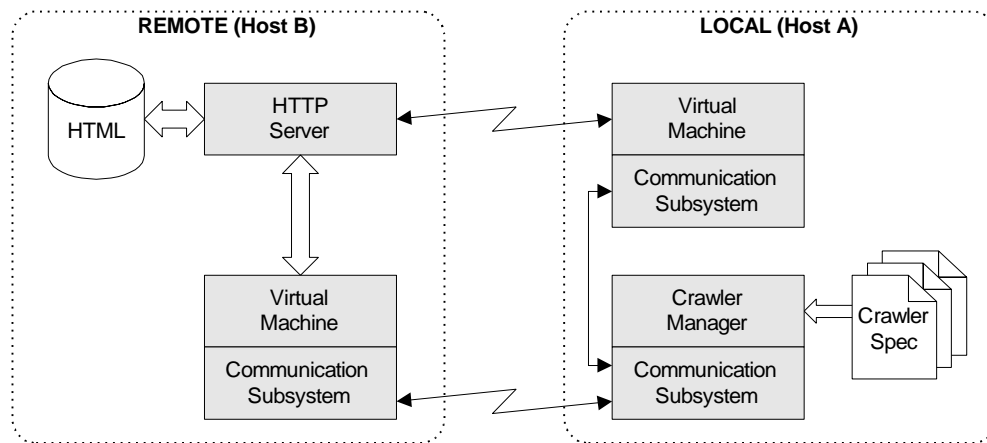 REMOTE (Host B)
HTML
HTTP
Server
Virtual
Machine
Communication
Subsystem
LOCAL (Host A)
Virtual
Machine
Communication
Subsystem
Crawler
Manager
Communication
Subsystem
Crawler
Spec